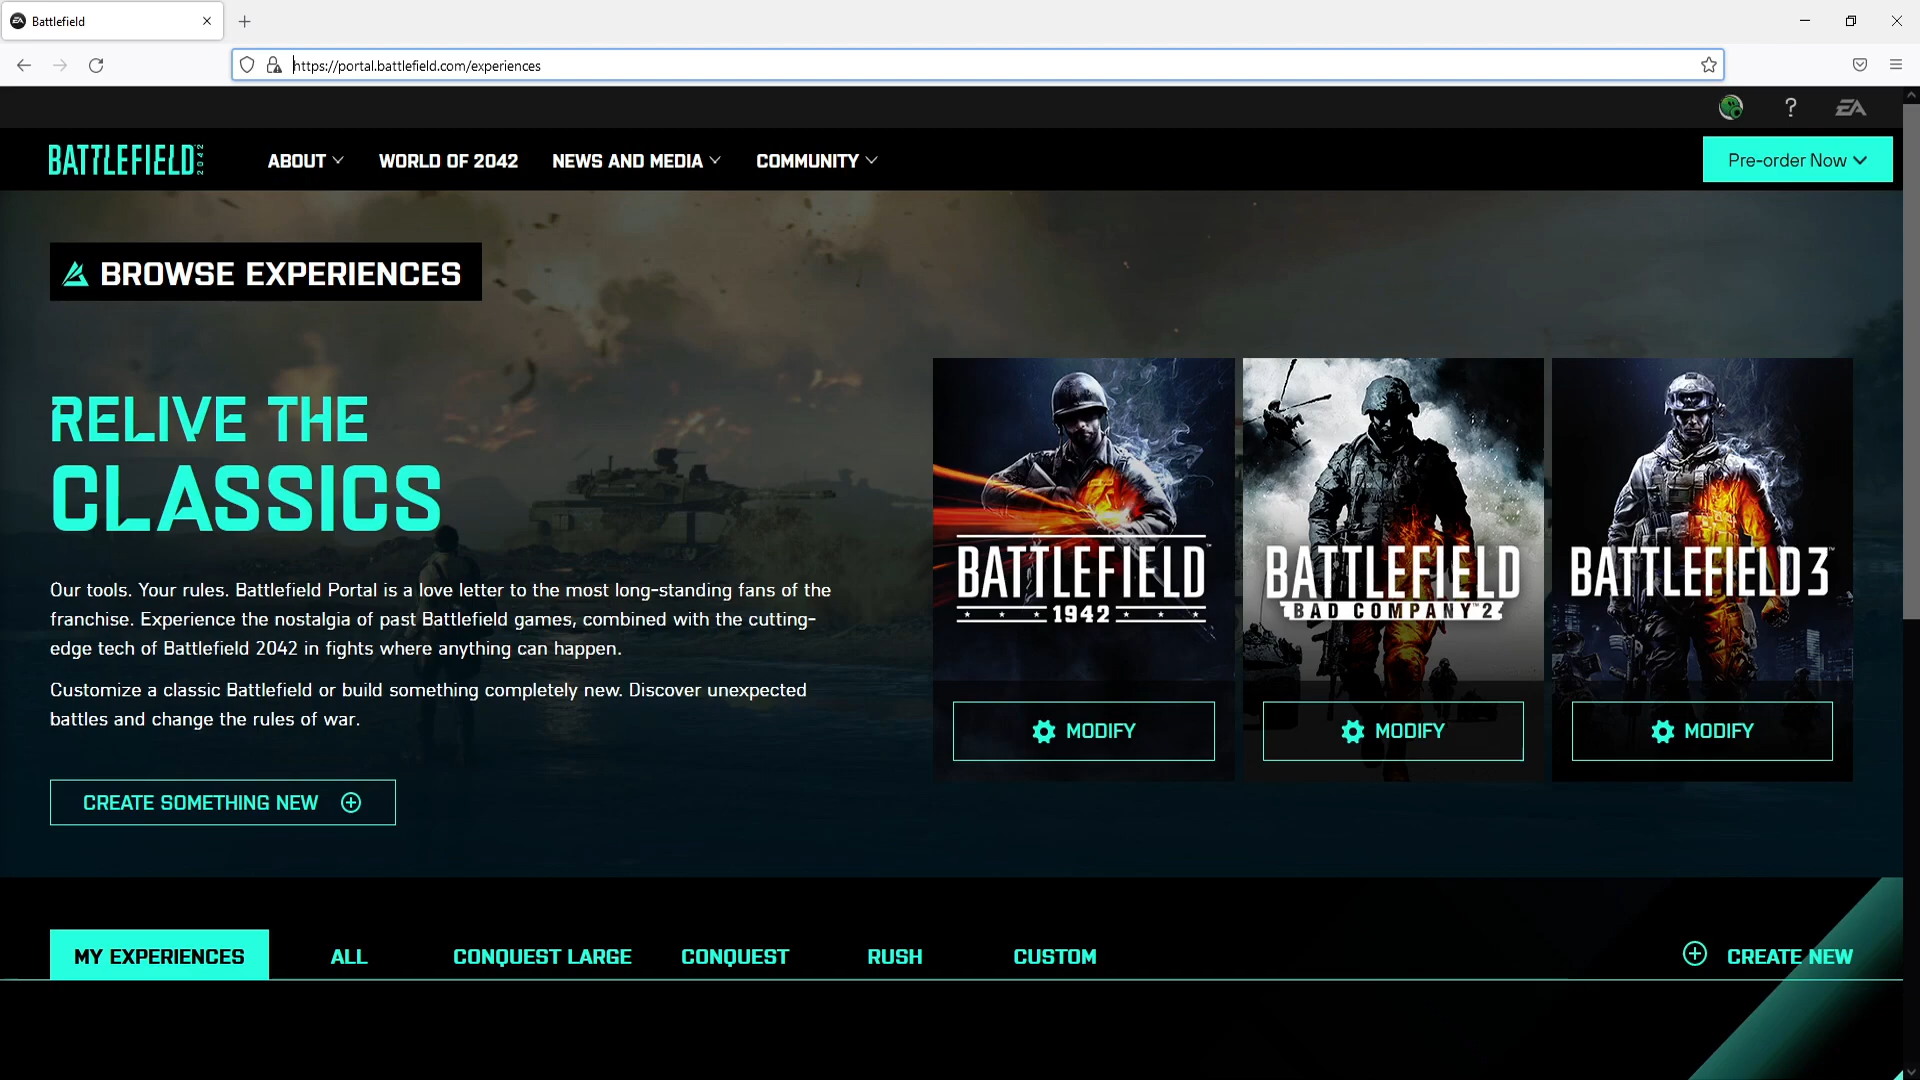 Battlefield
https://portal.battlefield.com/experiences
?
EA
BATTLEFIELD 2042
ABOUT
WORLD OF 2042
NEWS AND MEDIA
COMMUNITY
Pre-order Now
BROWSE EXPERIENCES
RELIVE THE
CLASSICS
Our tools. Your rules. Battlefield Portal is a love letter to the most long-standing fans of the
franchise. Experience the nostalgia of past Battlefield games, combined with the cutting-
edge tech of Battlefield 2042 in fights where anything can happen.
Customize a classic Battlefield or build something completely new. Discover unexpected
battles and change the rules of war.
CREATE SOMETHING NEW
BATTLEFIELD™
1942
MODIFY
BATTLEFIELD
BAD COMPANY™2
MODIFY
BATTLEFIELD 3™
MODIFY
MY EXPERIENCES
ALL
CONQUEST LARGE
CONQUEST
RUSH
CUSTOM
CREATE NEW